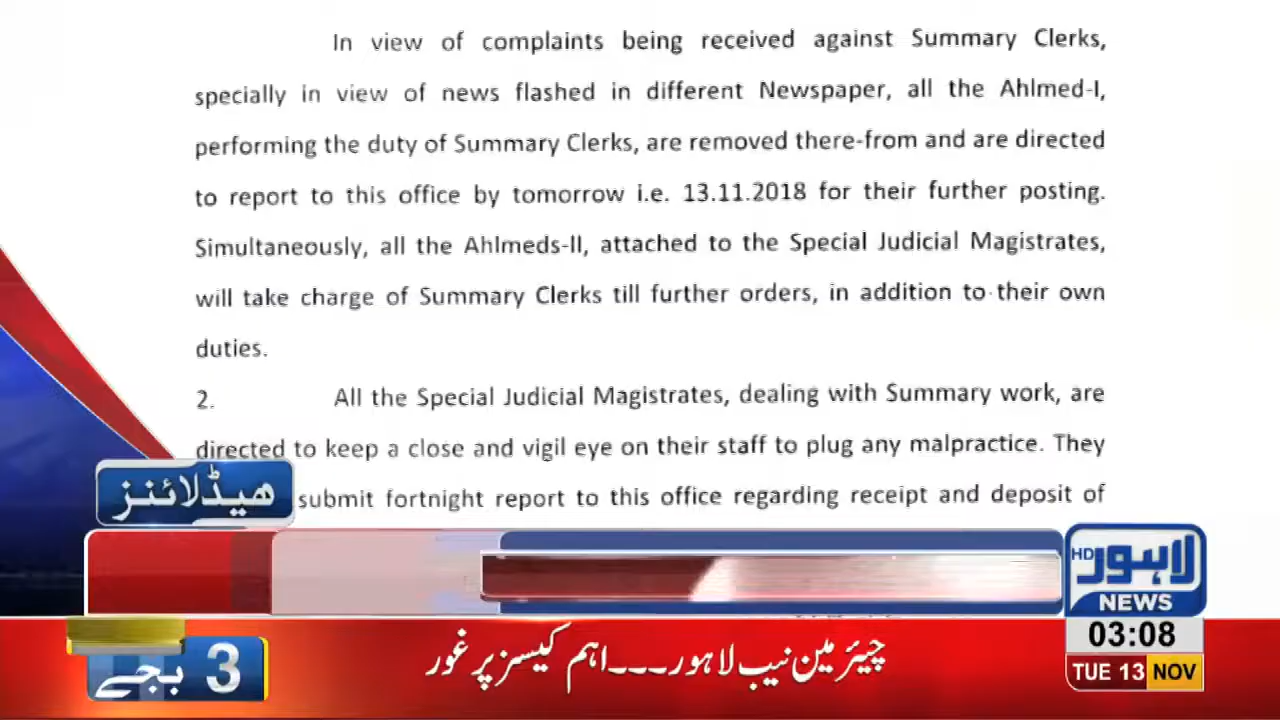 In view of complaints being received against Summary Clerks,
specially in view of news flashed in different Newspaper, all the Ahlmed-I,
performing the duty of Summary Clerks, are removed there-from and are directed
to report to this office by tomorrow i.e. 13.11.2018 for their further posting.
Simultaneously, all the Ahlmeds-II, attached to the Special Judicial Magistrates,
will take charge of Summary Clerks till further orders, in addition to their own
duties.
2. All the Special Judicial Magistrates, dealing with Summary work, are
directed to keep a close and vigil eye on their staff to plug any malpractice. They
submit fortnight report to this office regarding receipt and deposit of
ہیڈلائنز
HD لاہور
NEWS
03:08
TUE 13 NOV
3 بجے
چیئرمین نیب لاہور۔۔۔اہم کیسز پر غور